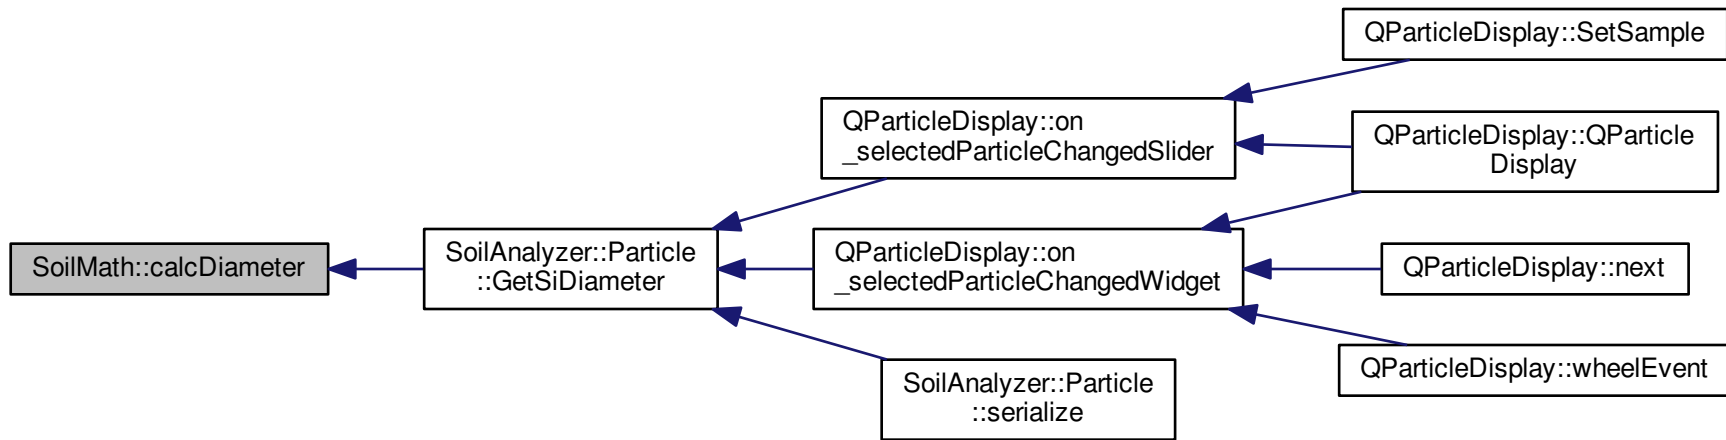 SoilMath::calcDiameter
SoilAnalyzer::Particle
::GetSiDiameter
QParticleDisplay::on
_selectedParticleChangedSlider
QParticleDisplay::on
_selectedParticleChangedWidget
SoilAnalyzer::Particle
::serialize
QParticleDisplay::SetSample
QParticleDisplay::QParticle
Display
QParticleDisplay::next
QParticleDisplay::wheelEvent